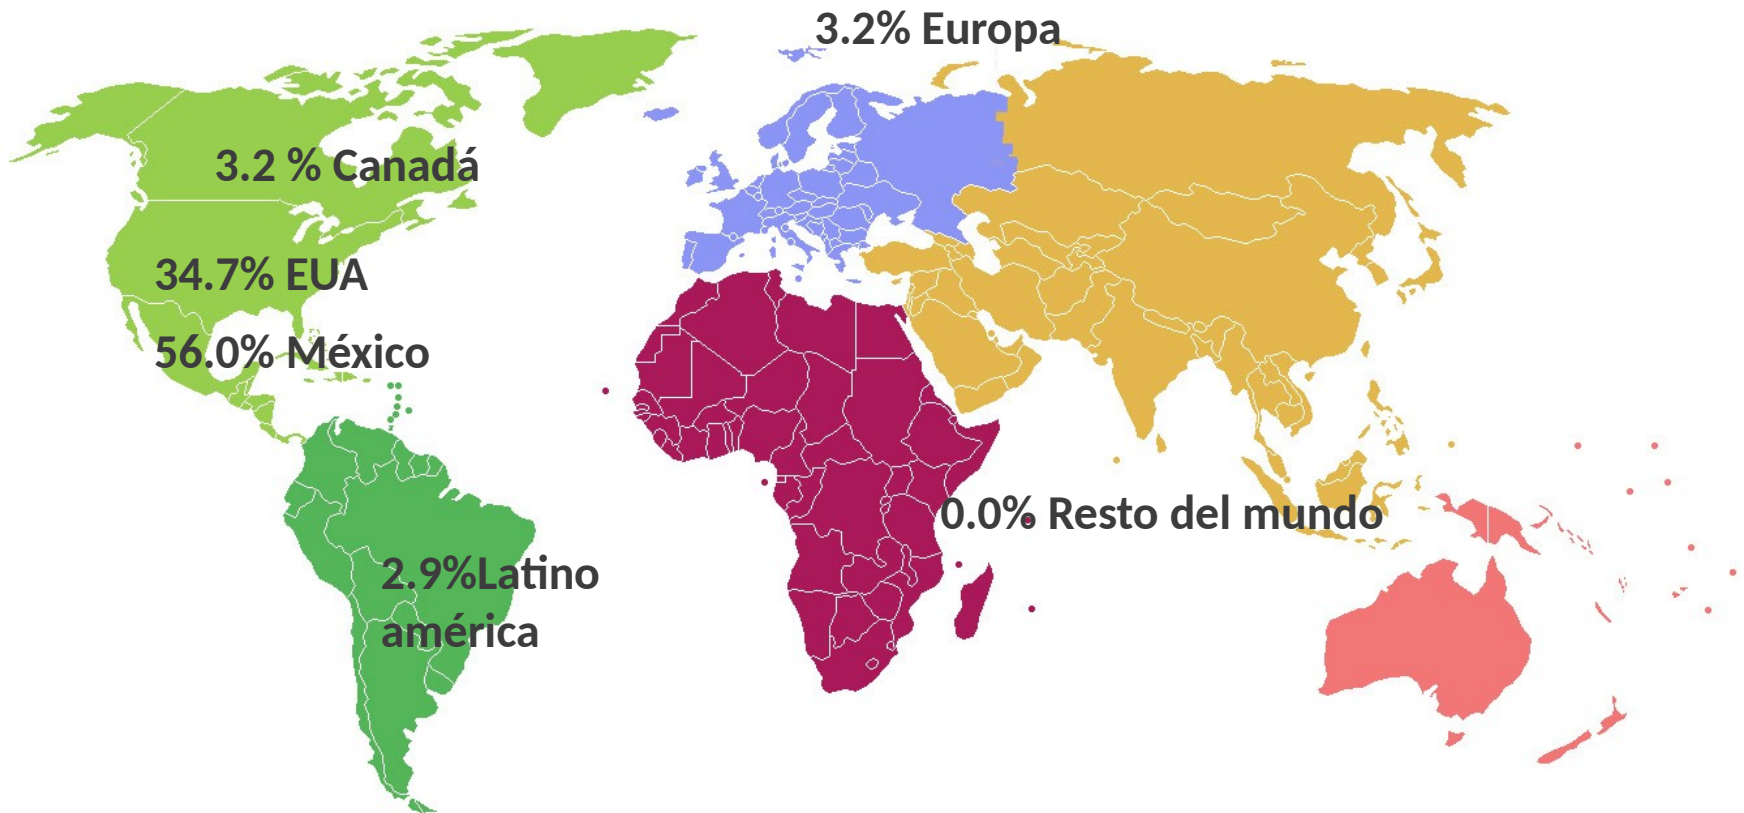 3.2% Europa
3.2 % Canadá
34.7% EUA
56.0% México
0.0% Resto del mundo
2.9%Latino
américa